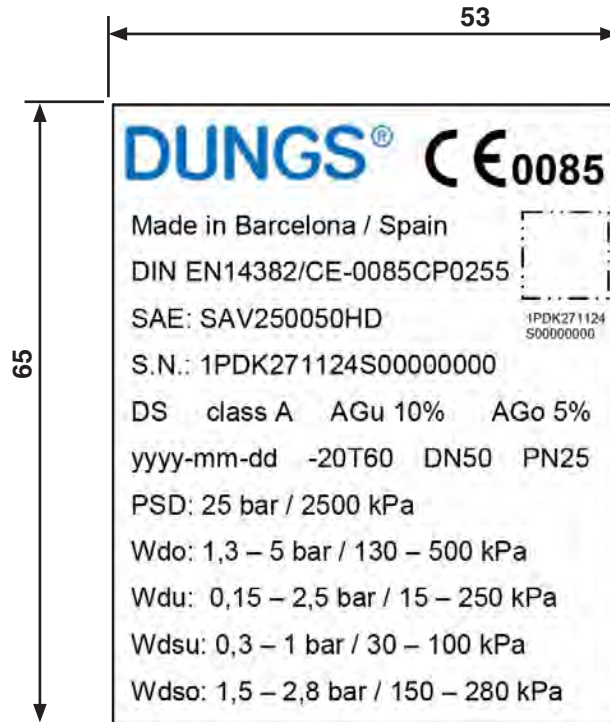 53
65
DUNGS® CE0085
Made in Barcelona / Spain
DIN EN14382/CE-0085CP0255
SAE: SAV250050HD
1PDK271124
S00000000
S.N.: 1PDK271124S00000000
DS class A AGu 10% AGo 5%
yyyy-mm-dd -20T60 DN50 PN25
PSD: 25 bar / 2500 kPa
Wdo: 1,3 – 5 bar / 130 – 500 kPa
Wdu: 0,15 – 2,5 bar / 15 – 250 kPa
Wdsu: 0,3 – 1 bar / 30 – 100 kPa
Wdso: 1,5 – 2,8 bar / 150 – 280 kPa